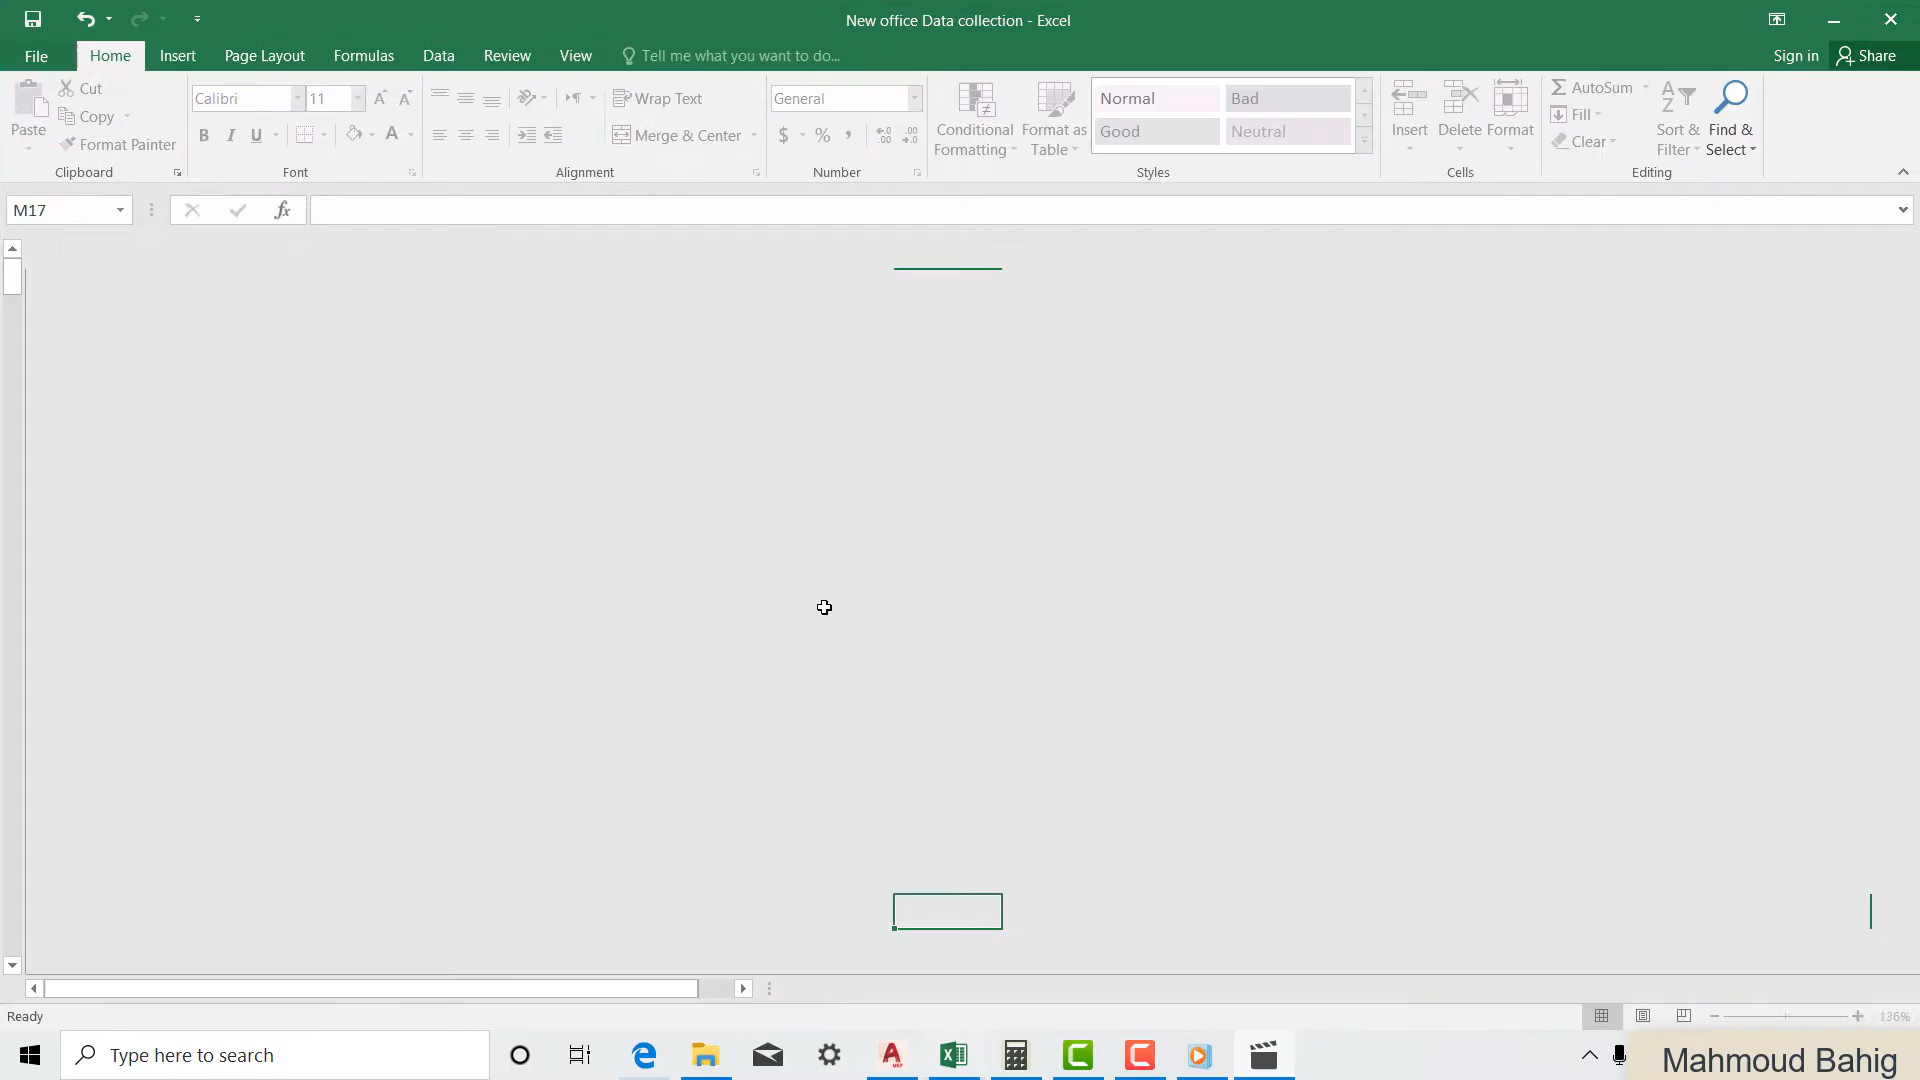 New office Data collection - Excel
File Home Insert Page Layout Formulas Data Review View Tell me what you want to do... Sign in Share
Paste
Cut
Copy
Format Painter
Clipboard
Calibri 11
B I U A
Font
Wrap Text
Merge & Center
Alignment
General
$ % ,
Number
Conditional Formatting
Format as Table
Normal Bad
Good Neutral
Styles
Insert Delete Format
Cells
AutoSum
Fill
Clear
Sort & Filter
Find & Select
Editing
M17 fx
Ready 136%
Type here to search
Mahmoud Bahig